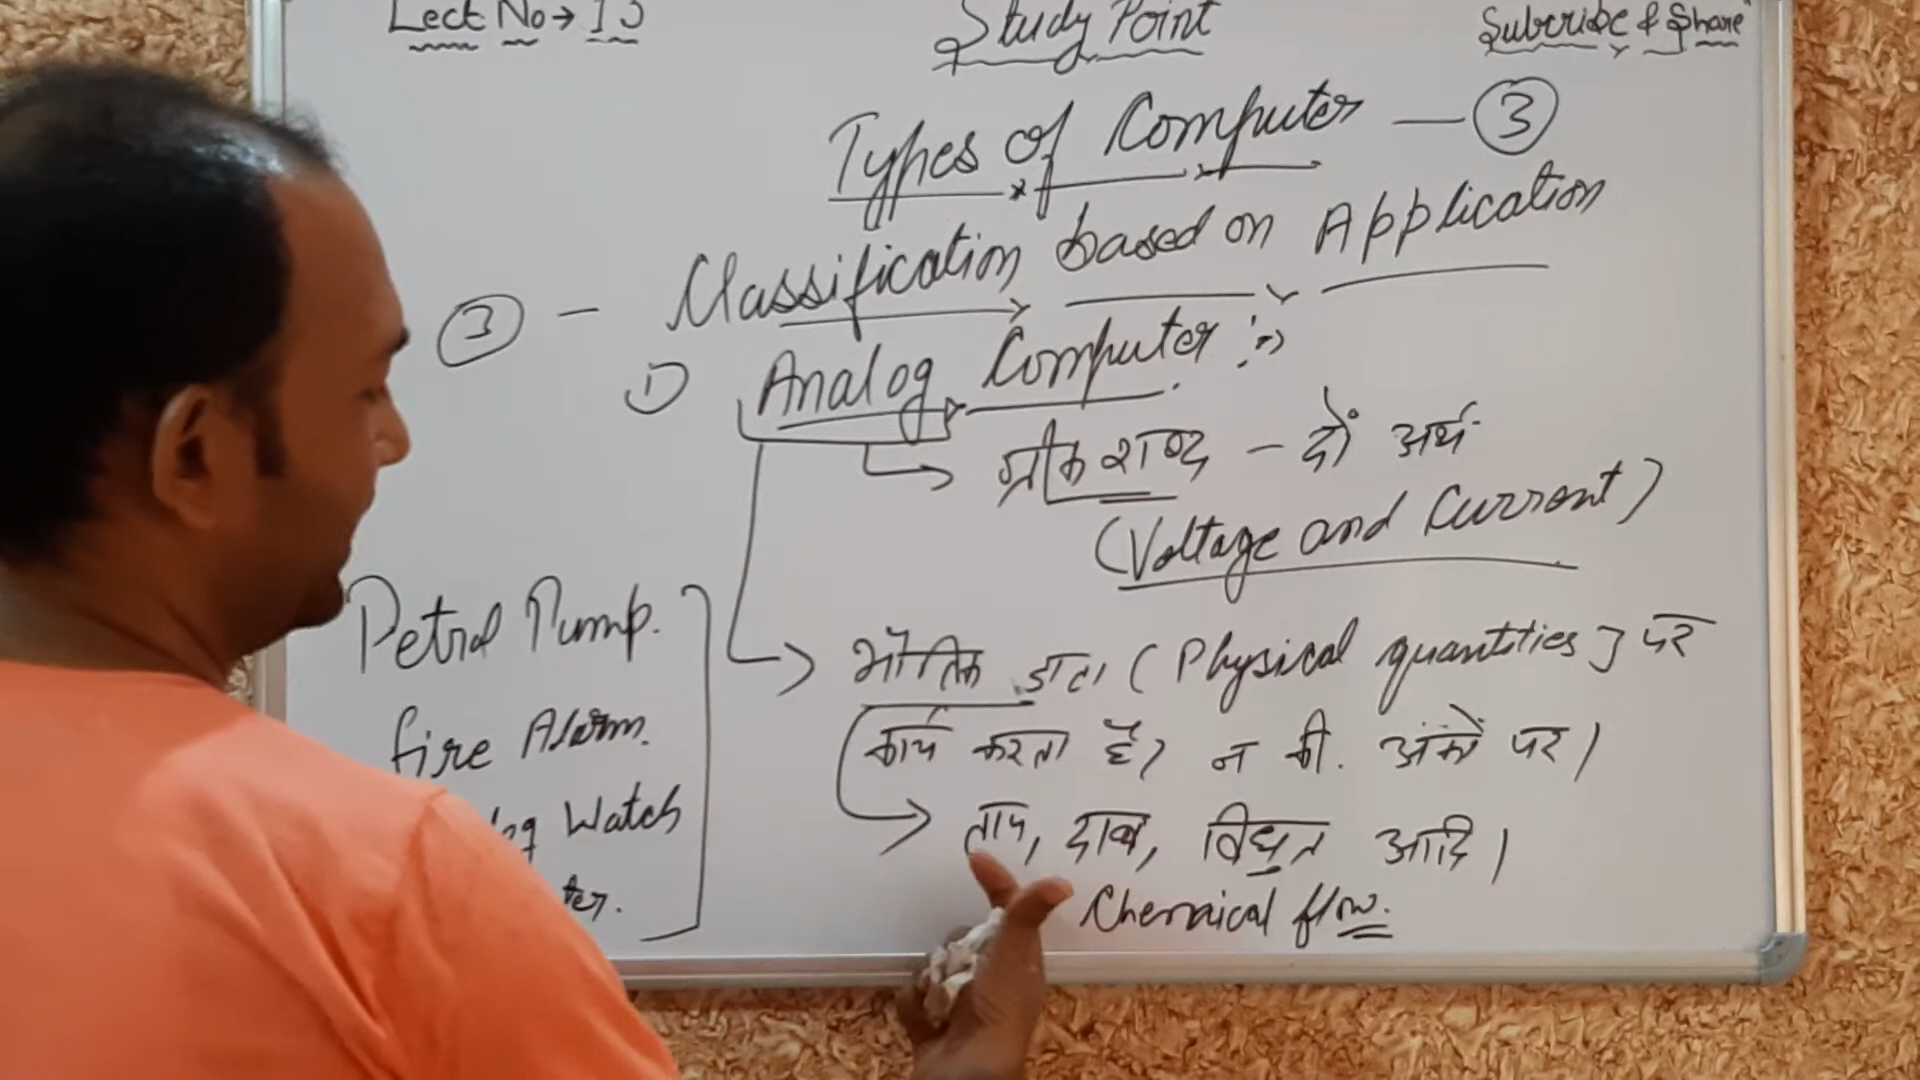 Lect No → 13
Study Point
Subcribe & Share
Types of Computer — ③
③ - Classification based on Application
① Analog Computer :→
ग्रीक शब्द - दो अर्थ
(Voltage and Current)
भौतिक डाटा (Physical quantities) पर
कार्य करता है, न की अंको पर।
ताप, दाब, विधुत आदि।
Chemical flow.
Petrol Pump.
fire Alarm.
Watch